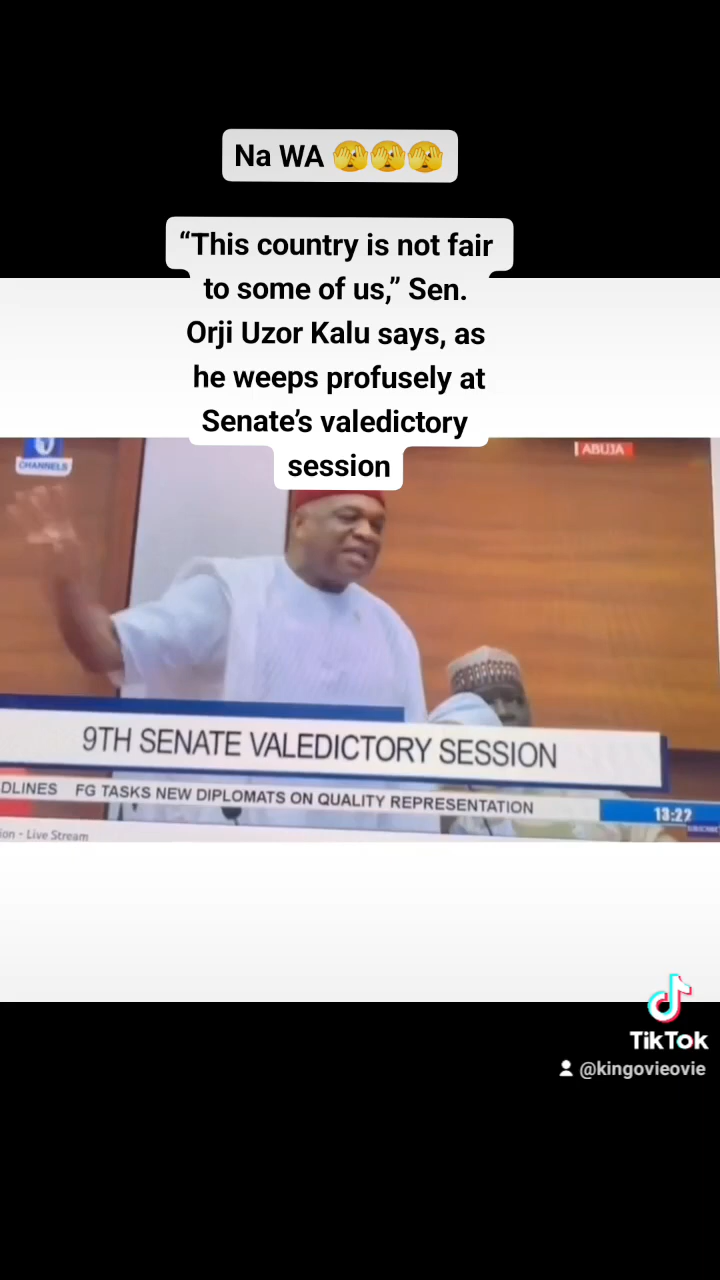 Na WA 🫣🫣🫣
“This country is not fair
to some of us,” Sen.
Orji Uzor Kalu says, as
he weeps profusely at
Senate’s valedictory
session
CHANNELS
ABUJA
9TH SENATE VALEDICTORY SESSION
DLINES FG TASKS NEW DIPLOMATS ON QUALITY REPRESENTATION
13:27
ion - Live Stream
SUBSCRIBE
TikTok
@kingovieovie